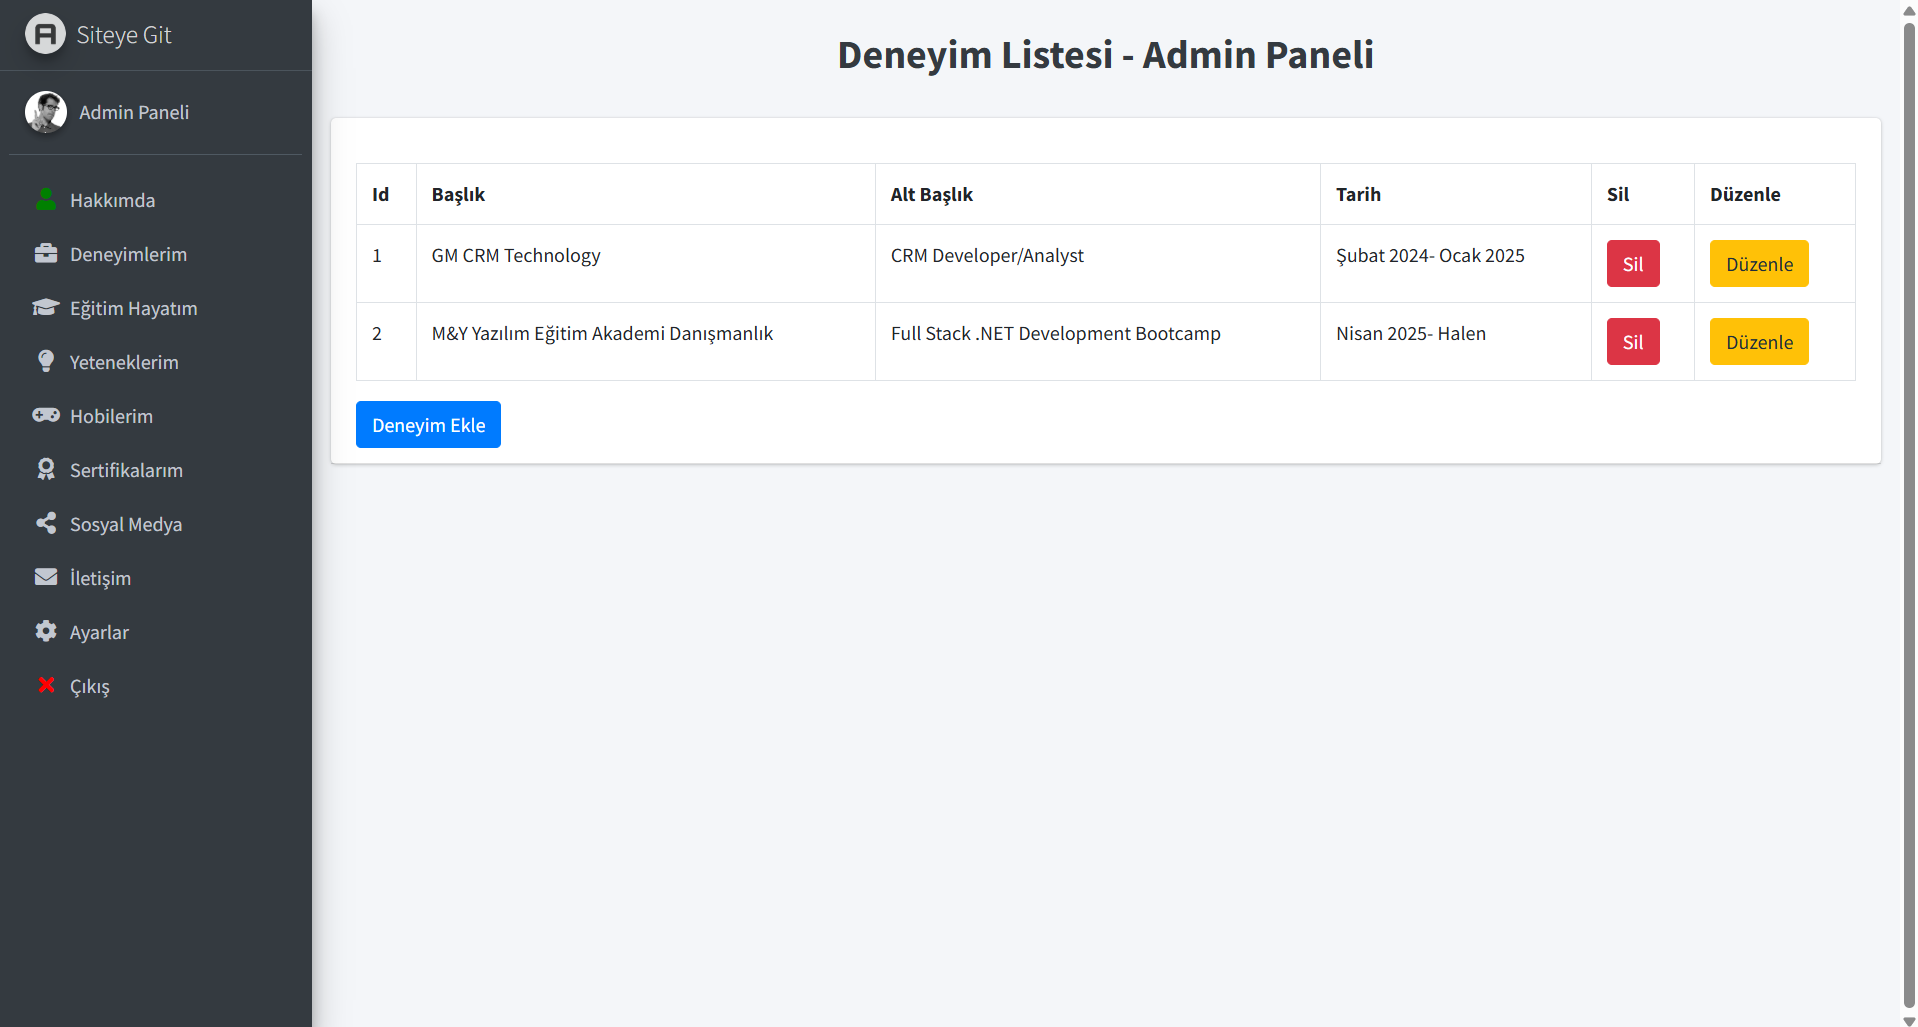 Siteye Git
Admin Paneli
Hakkımda
Deneyimlerim
Eğitim Hayatım
Yeteneklerim
Hobilerim
Sertifikalarım
Sosyal Medya
İletişim
Ayarlar
Çıkış
Deneyim Listesi - Admin Paneli
Id Başlık Alt Başlık Tarih Sil Düzenle
1 GM CRM Technology CRM Developer/Analyst Şubat 2024- Ocak 2025 Sil Düzenle
2 M&Y Yazılım Eğitim Akademi Danışmanlık Full Stack .NET Development Bootcamp Nisan 2025- Halen Sil Düzenle
Deneyim Ekle